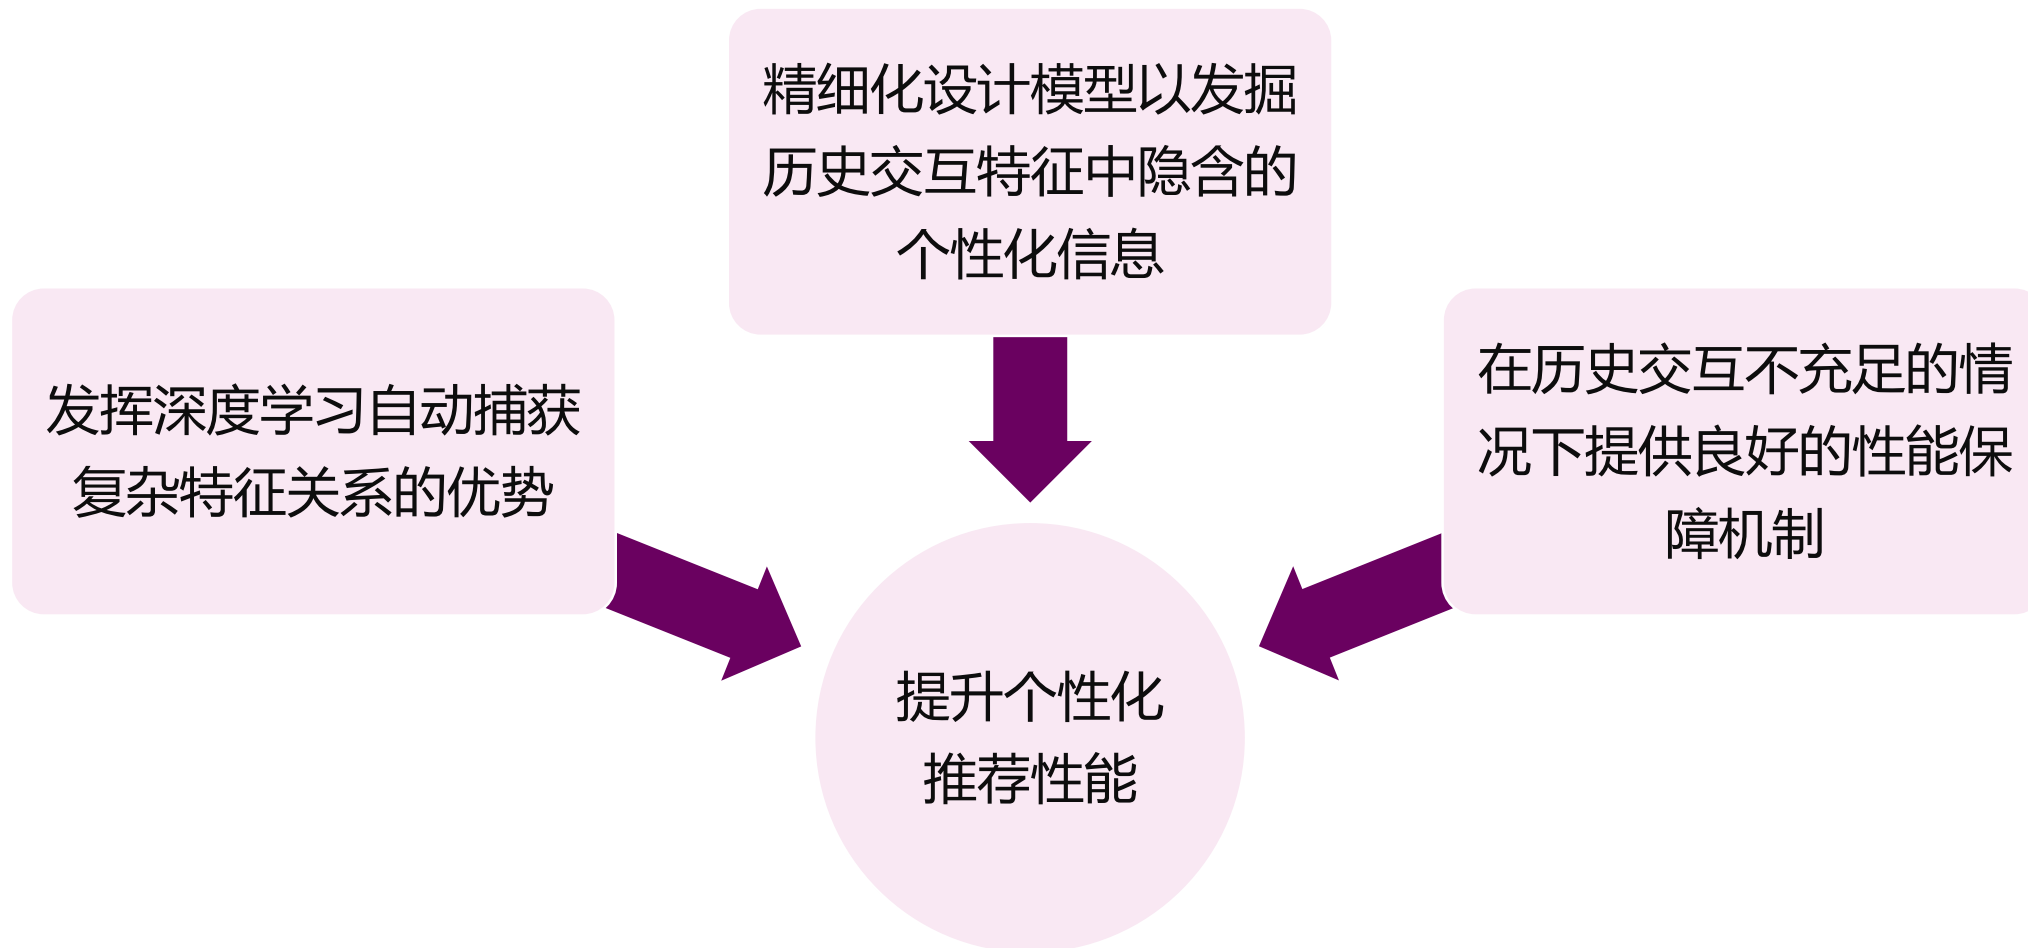 精细化设计模型以发掘
历史交互特征中隐含的
个性化信息
发挥深度学习自动捕获
复杂特征关系的优势
在历史交互不充足的情
况下提供良好的性能保
障机制
提升个性化
推荐性能